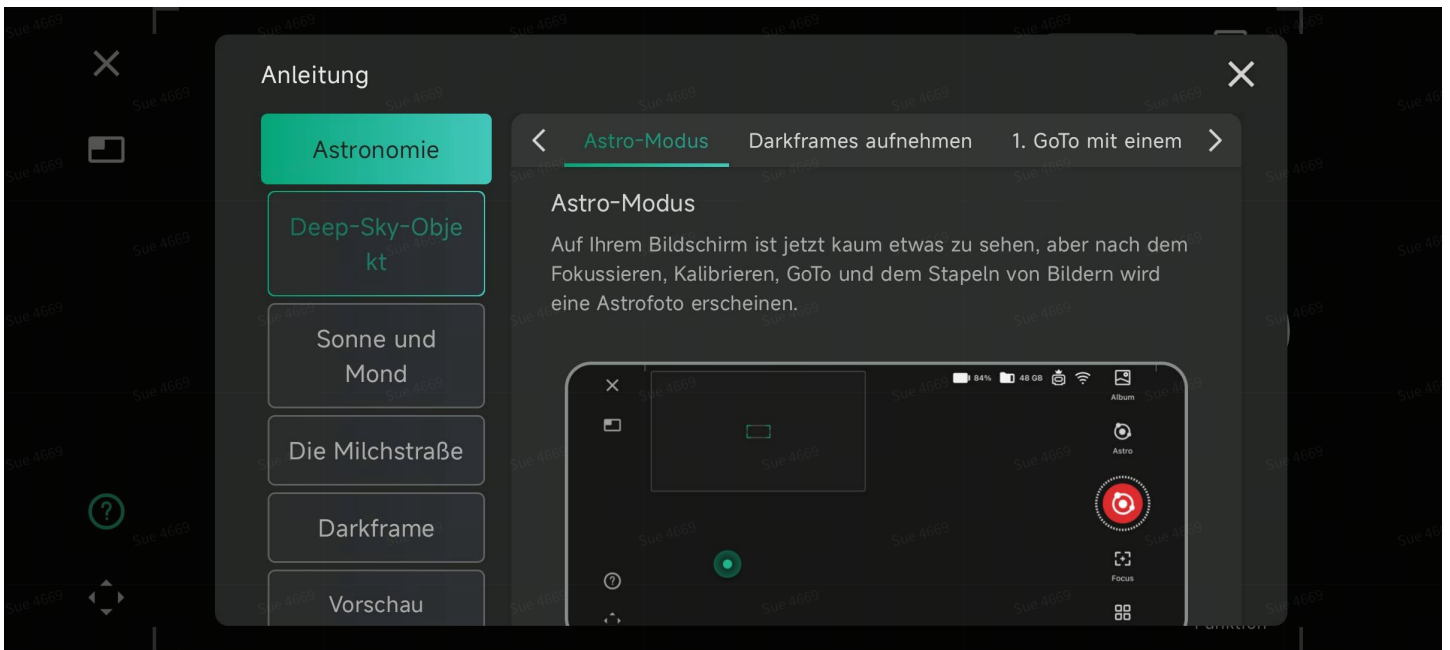 Anleitung
Astronomie
Deep-Sky-Obje
kt
Sonne und
Mond
Die Milchstraße
Darkframe
Vorschau
Astro-Modus
Darkframes aufnehmen
1. GoTo mit einem
Astro-Modus
Auf Ihrem Bildschirm ist jetzt kaum etwas zu sehen, aber nach dem
Fokussieren, Kalibrieren, GoTo und dem Stapeln von Bildern wird
eine Astrofoto erscheinen.
84%
48 GB
Album
Astro
Focus
Funktion
Sue 4669